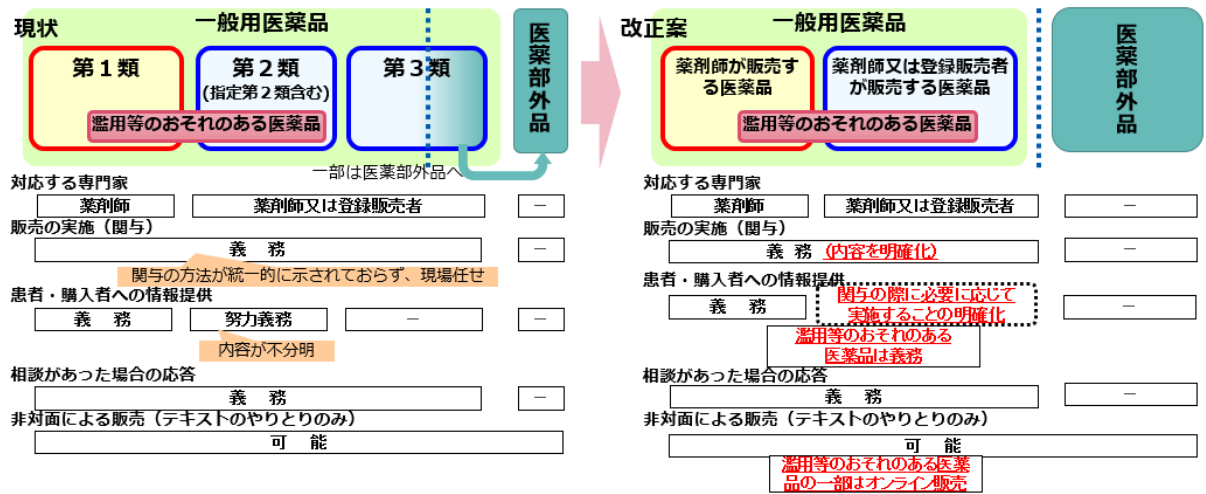 現状
一般用医薬品
第１類
第２類
(指定第２類含む)
第３類
濫用等のおそれのある医薬品
医薬部外品
一部は医薬部外品へ
対応する専門家
薬剤師
薬剤師又は登録販売者
－
販売の実施（関与）
義　務
－
関与の方法が統一的に示されておらず、現場任せ
患者・購入者への情報提供
義　務
努力義務
－
－
内容が不分明
相談があった場合の応答
義　務
－
非対面による販売（テキストのやりとりのみ）
可　能
改正案
一般用医薬品
薬剤師が販売す
る医薬品
薬剤師又は登録販売者
が販売する医薬品
濫用等のおそれのある医薬品
医薬部外品
対応する専門家
薬剤師
薬剤師又は登録販売者
－
販売の実施（関与）
義　務 (内容を明確化)
－
患者・購入者への情報提供
義　務
関与の際に必要に応じて
実施することの明確化
－
濫用等のおそれのある
医薬品は義務
相談があった場合の応答
義　務
－
非対面による販売（テキストのやりとりのみ）
可　能
濫用等のおそれのある医薬
品の一部はオンライン販売